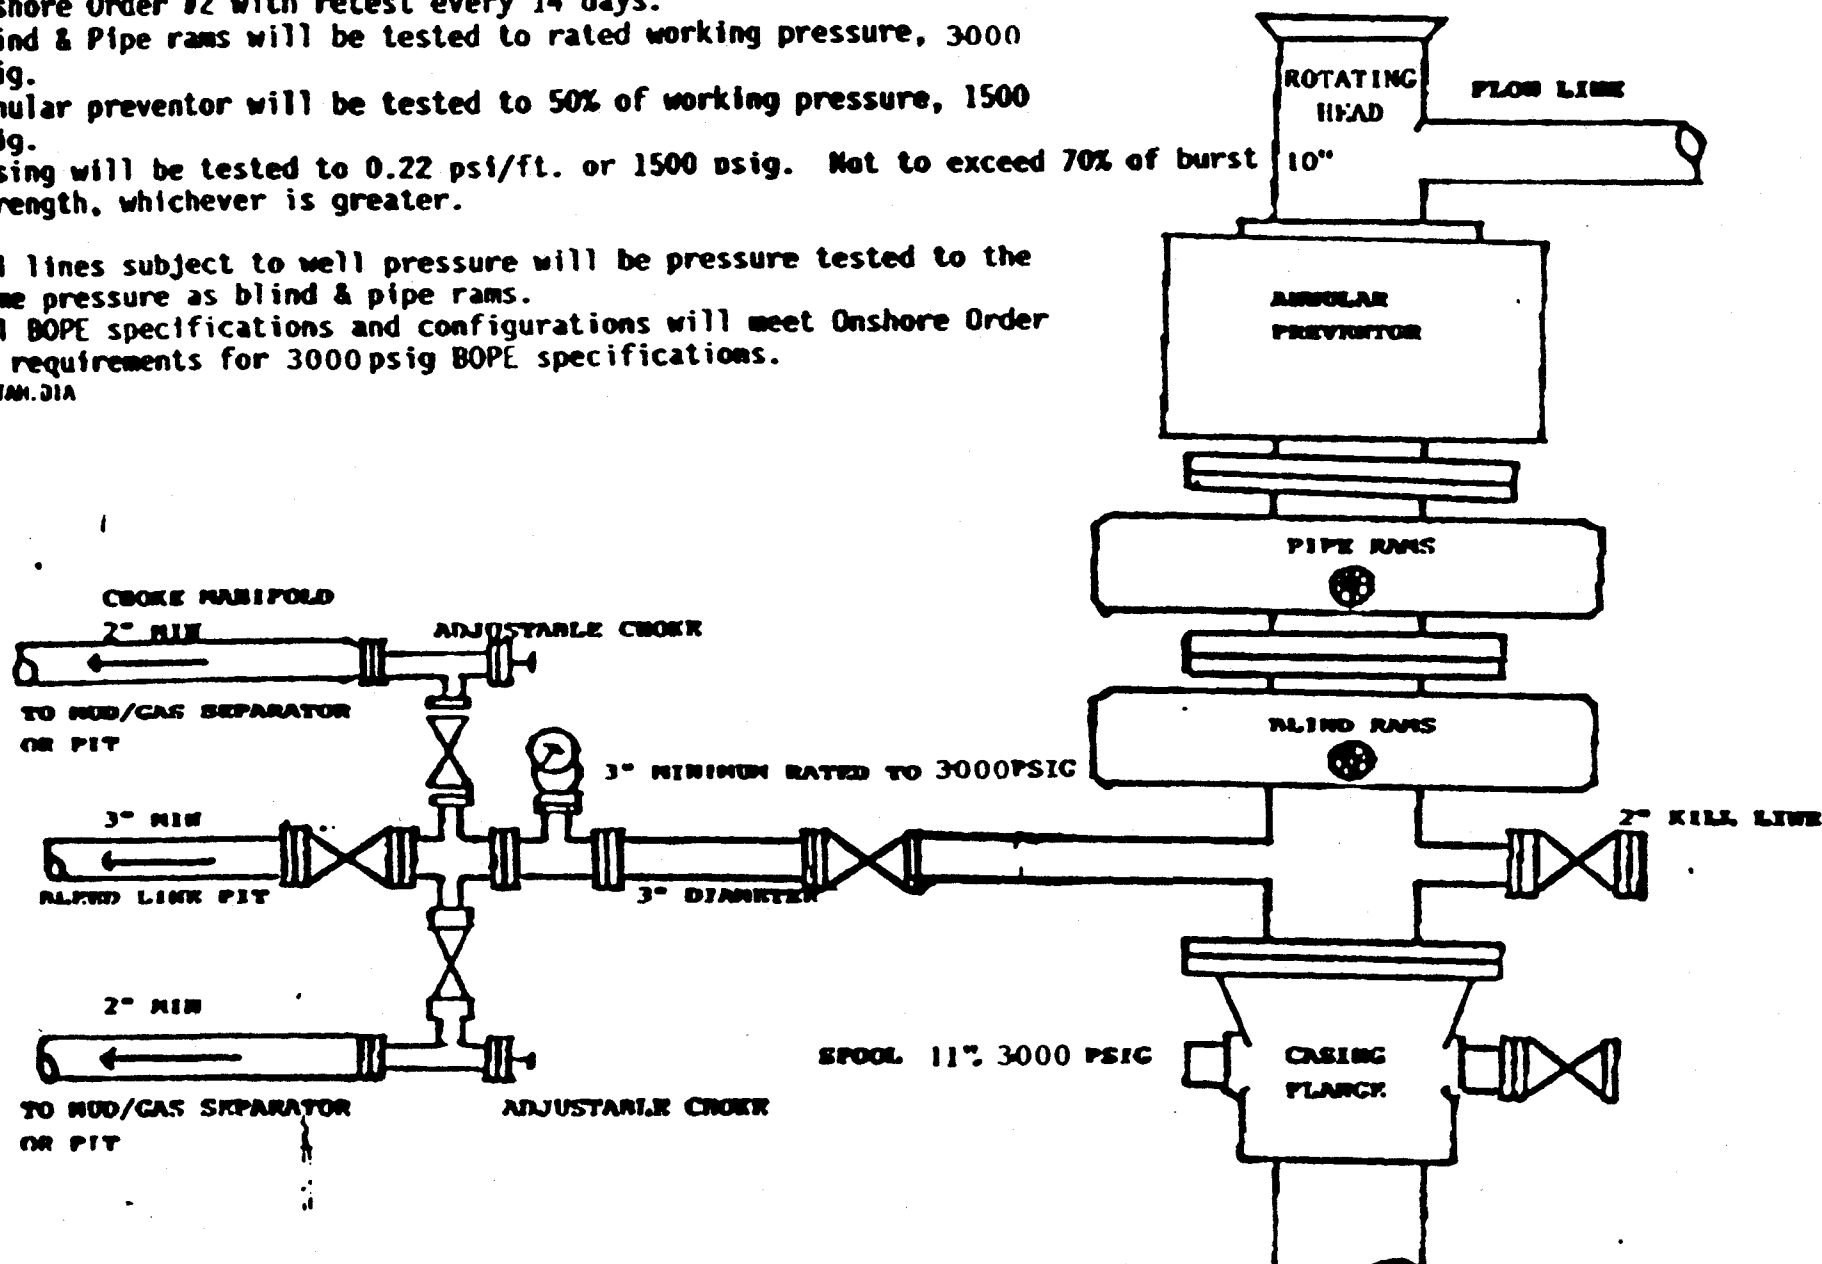 shore Order #2 with retest every 14 days.
ind & Pipe rams will be tested to rated working pressure, 3000
ig.
nular preventor will be tested to 50% of working pressure, 1500
ig.
sing will be tested to 0.22 psi/ft. or 1500 psig. Not to exceed 70% of burst
rength, whichever is greater.
l lines subject to well pressure will be pressure tested to the
me pressure as blind & pipe rams.
l BOPE specifications and configurations will meet Onshore Order
requirements for 3000 psig BOPE specifications.
ROTATING
HEAD
FLOW LINE
10"
ANNULAR
PREVENTOR
PIPE RAMS
CHOKE MANIFOLD
2" MIN
ADJUSTABLE CHOKE
TO MUD/GAS SEPARATOR
OR PIT
BLIND RAMS
3" MINIMUM RATED TO 3000PSIG
3" MIN
2" KILL LINE
BLEED LINE PIT
3" DIAMETER
2" MIN
SPOOL 11", 3000 PSIG
CASING
FLANGE
TO MUD/GAS SEPARATOR
OR PIT
ADJUSTABLE CHOKE